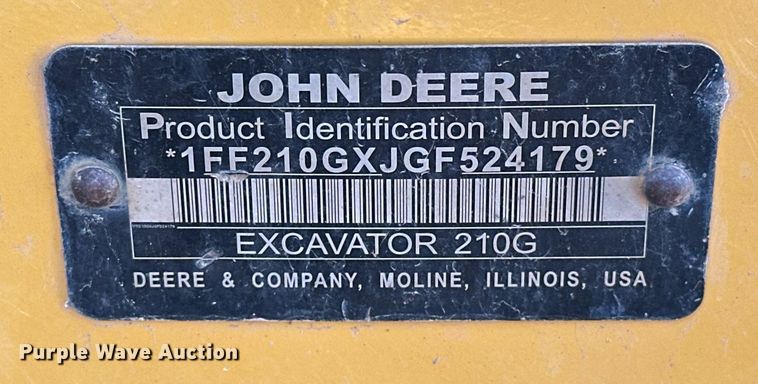 JOHN DEERE
Product Identification Number
*1FF210GXJGF524179*
EXCAVATOR 210G
DEERE & COMPANY, MOLINE, ILLINOIS, USA
Purple Wave Auction